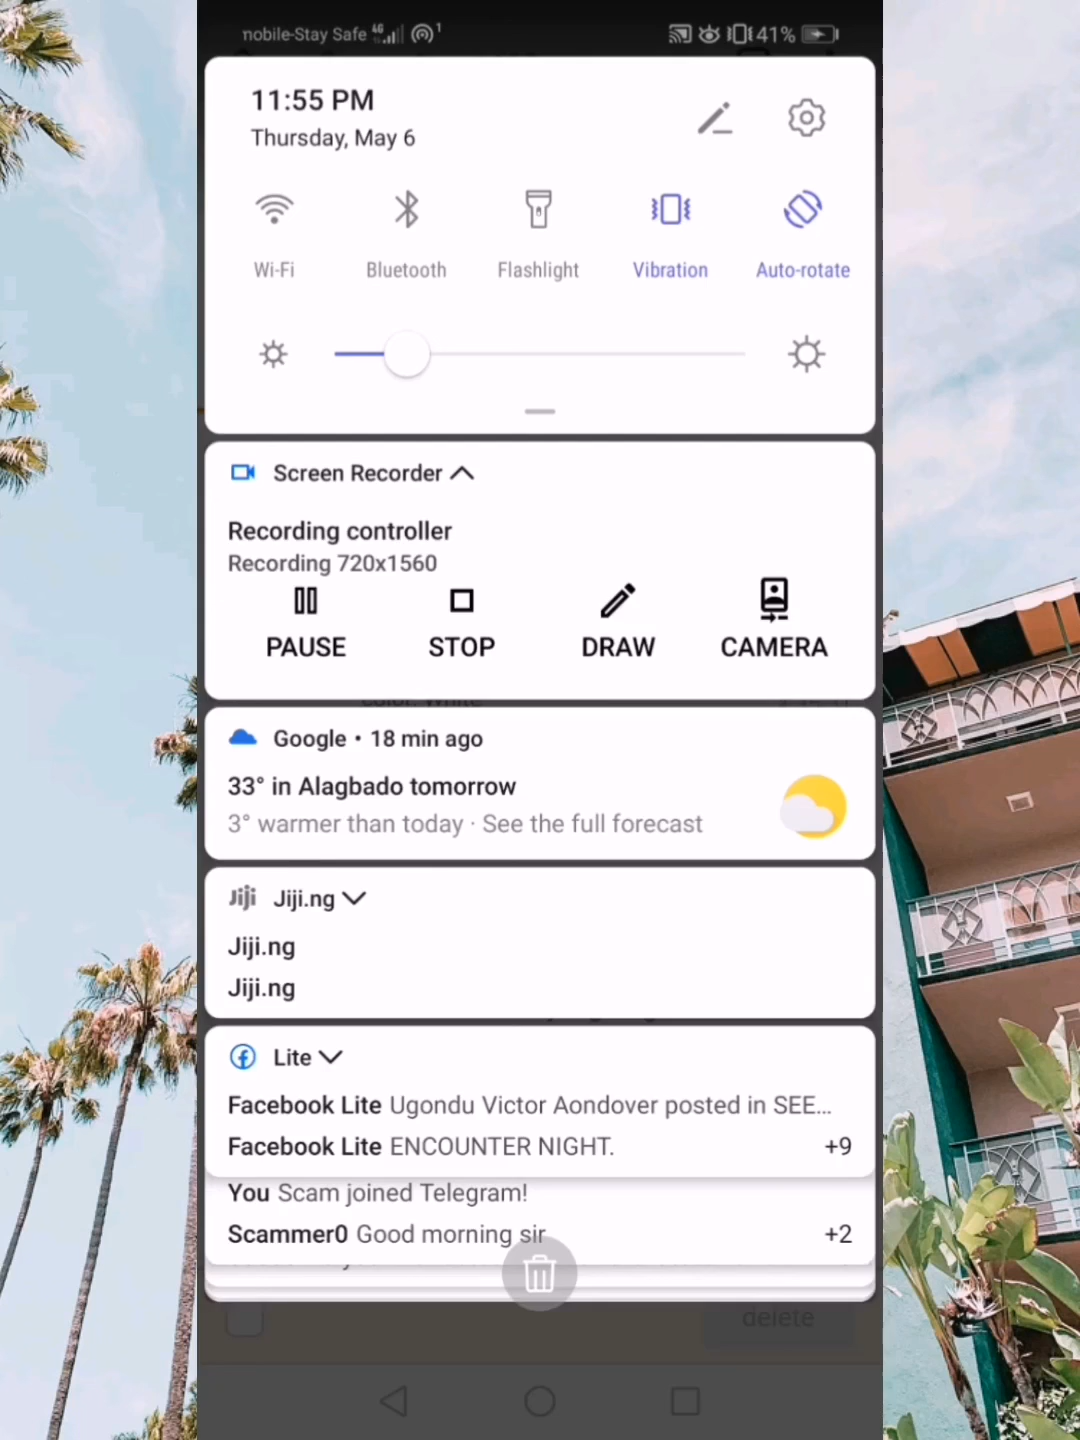 nobile-Stay Safe 4G 1 41%
11:55 PM
Thursday, May 6
Wi-Fi Bluetooth Flashlight Vibration Auto-rotate
Screen Recorder
Recording controller
Recording 720x1560
PAUSE STOP DRAW CAMERA
Google • 18 min ago
33° in Alagbado tomorrow
3° warmer than today · See the full forecast
Jiji Jiji.ng
Jiji.ng
Jiji.ng
Lite
Facebook Lite Ugondu Victor Aondover posted in SEE...
Facebook Lite ENCOUNTER NIGHT. +9
You Scam joined Telegram!
Scammer0 Good morning sir +2
delete